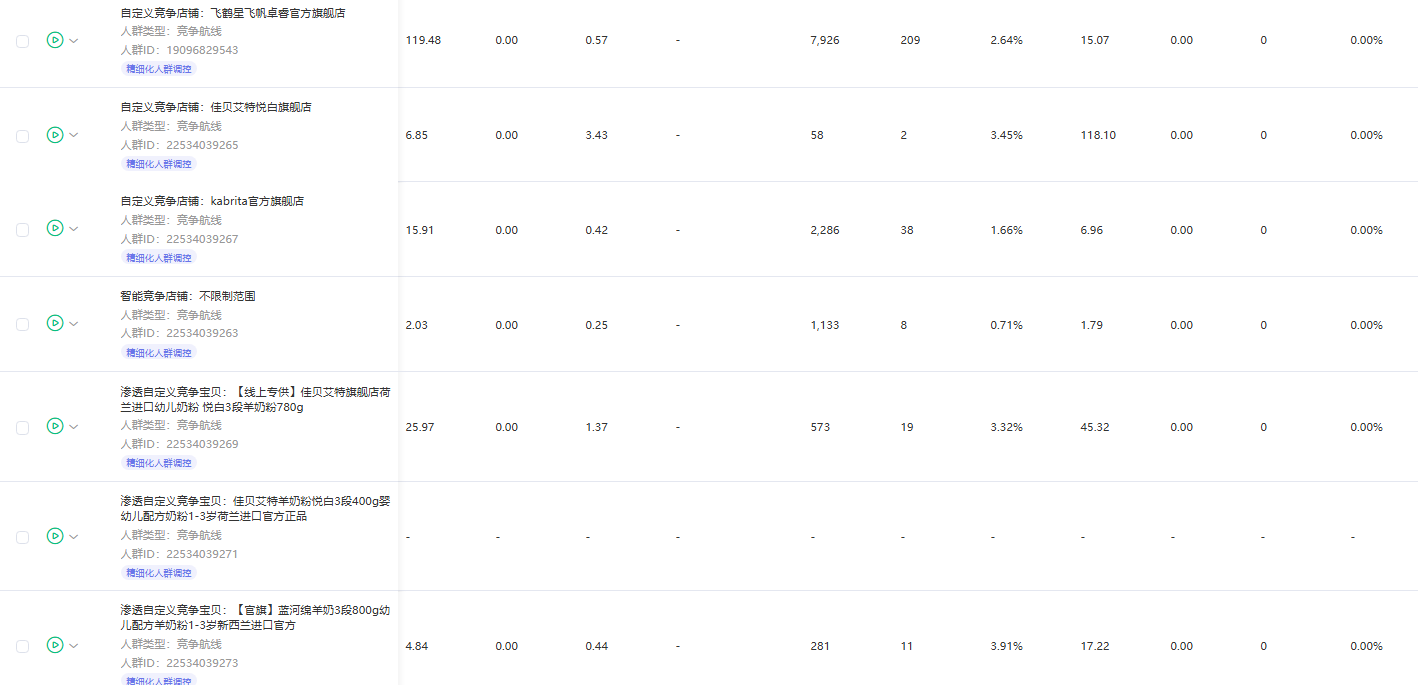 自定义竞争店铺：飞鹤星飞帆卓睿官方旗舰店
人群类型：竞争航线
人群ID：19096829543
精细化人群调控
119.48 0.00 0.57 - 7,926 209 2.64% 15.07 0.00 0 0.00%
自定义竞争店铺：佳贝艾特悦白旗舰店
人群类型：竞争航线
人群ID：22534039265
精细化人群调控
6.85 0.00 3.43 - 58 2 3.45% 118.10 0.00 0 0.00%
自定义竞争店铺：kabrita官方旗舰店
人群类型：竞争航线
人群ID：22534039267
精细化人群调控
15.91 0.00 0.42 - 2,286 38 1.66% 6.96 0.00 0 0.00%
智能竞争店铺：不限制范围
人群类型：竞争航线
人群ID：22534039263
精细化人群调控
2.03 0.00 0.25 - 1,133 8 0.71% 1.79 0.00 0 0.00%
渗透自定义竞争宝贝：【线上专供】佳贝艾特旗舰店荷
兰进口幼儿奶粉 悦白3段羊奶粉780g
人群类型：竞争航线
人群ID：22534039269
精细化人群调控
25.97 0.00 1.37 - 573 19 3.32% 45.32 0.00 0 0.00%
渗透自定义竞争宝贝：佳贝艾特羊奶粉悦白3段400g婴
幼儿配方奶粉1-3岁荷兰进口官方正品
人群类型：竞争航线
人群ID：22534039271
精细化人群调控
- - - - - - - - - - -
渗透自定义竞争宝贝：【官旗】蓝河绵羊奶3段800g幼
儿配方羊奶粉1-3岁新西兰进口官方
人群类型：竞争航线
人群ID：22534039273
精细化人群调控
4.84 0.00 0.44 - 281 11 3.91% 17.22 0.00 0 0.00%